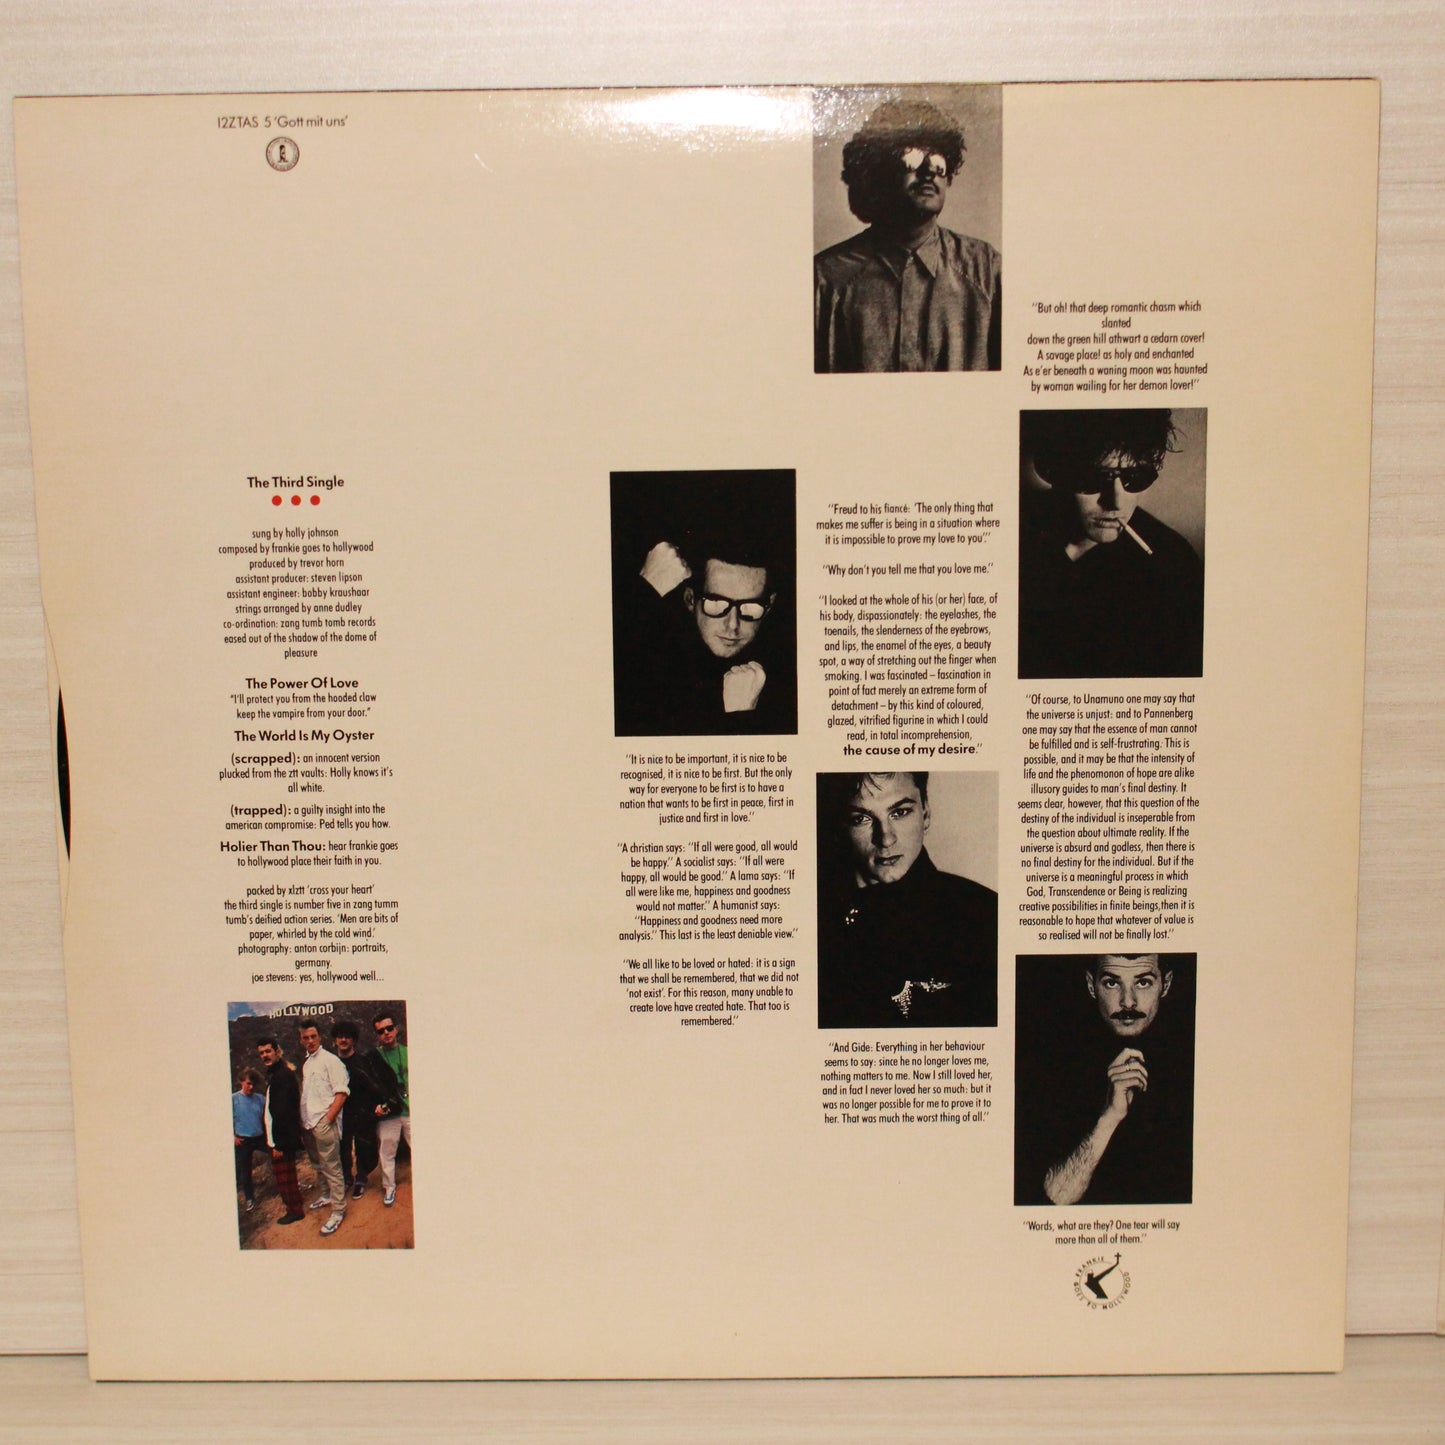 12ZTAS 5 'Gott mit uns'
The Third Single
sung by holly johnson
composed by frankie goes to hollywood
produced by trevor horn
assistant producer: steven lipson
assistant engineer: bobby kraushaar
strings arranged by anne dudley
co-ordination: zang tumb tomb records
eased out of the shadow of the dome of
pleasure
The Power Of Love
"I'll protect you from the hooded claw
keep the vampire from your door."
The World Is My Oyster
(scrapped): an innocent version
plucked from the ztt vaults: Holly knows it's
all white.
(trapped): a guilty insight into the
american compromise: Ped tells you how.
Holier Than Thou: hear frankie goes
to hollywood place their faith in you.
packed by xlztt 'cross your heart'
the third single is number five in zang tumm
tumb's deified action series. 'Men are bits of
paper, whirled by the cold wind.'
photography: anton corbijn: portraits,
germany.
joe stevens: yes, hollywood well...
HOLLYWOOD
"It is nice to be important, it is nice to be
recognised, it is nice to be first. But the only
way for everyone to be first is to have a
nation that wants to be first in peace, first in
justice and first in love."
"A christian says: "If all were good, all would
be happy." A socialist says: "If all were
happy, all would be good." A lama says: "If
all were like me, happiness and goodness
would not matter." A humanist says:
"Happiness and goodness need more
analysis." This last is the least deniable view."
"We all like to be loved or hated: it is a sign
that we shall be remembered, that we did not
'not exist'. For this reason, many unable to
create love have created hate. That too is
remembered."
"Freud to his fiancé: 'The only thing that
makes me suffer is being in a situation where
it is impossible to prove my love to you'."
"Why don't you tell me that you love me."
"I looked at the whole of his (or her) face, of
his body, dispassionately: the eyelashes, the
toenails, the slenderness of the eyebrows,
and lips, the enamel of the eyes, a beauty
spot, a way of stretching out the finger when
smoking. I was fascinated – fascination in
point of fact merely an extreme form of
detachment – by this kind of coloured,
glazed, vitrified figurine in which I could
read, in total incomprehension,
the cause of my desire."
"And Gide: Everything in her behaviour
seems to say: since he no longer loves me,
nothing matters to me. Now I still loved her,
and in fact I never loved her so much: but it
was no longer possible for me to prove it to
her. That was much the worst thing of all."
"But oh! that deep romantic chasm which
slanted
down the green hill athwart a cedarn cover!
A savage place! as holy and enchanted
As e'er beneath a waning moon was haunted
by woman wailing for her demon lover!"
"Of course, to Unamuno one may say that
the universe is unjust: and to Pannenberg
one may say that the essence of man cannot
be fulfilled and is self-frustrating. This is
possible, and it may be that the intensity of
life and the phenomonon of hope are alike
illusory guides to man's final destiny. It
seems clear, however, that this question of the
destiny of the individual is inseperable from
the question about ultimate reality. If the
universe is absurd and godless, then there is
no final destiny for the individual. But if the
universe is a meaningful process in which
God, Transcendence or Being is realizing
creative possibilities in finite beings,then it is
reasonable to hope that whatever of value is
so realised will not be finally lost."
"Words, what are they? One tear will say
more than all of them."
FRANKIE GOES TO HOLLYWOOD